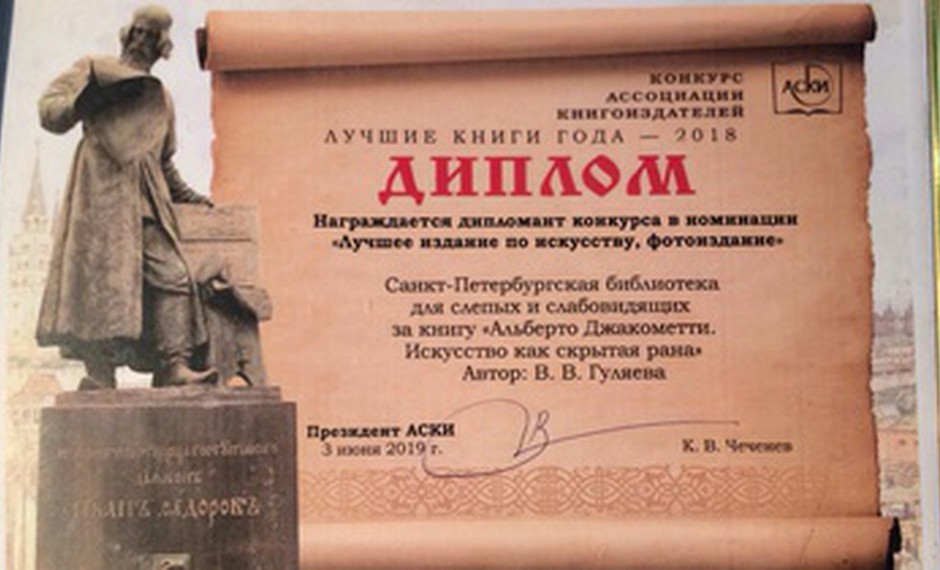 КОНКУРС
АССОЦИАЦИИ
КНИГОИЗДАТЕЛЕЙ
АСКИ
ЛУЧШИЕ КНИГИ ГОДА — 2018
ДИПЛОМ
Награждается дипломант конкурса в номинации
«Лучшее издание по искусству, фотоиздание»
Санкт-Петербургская библиотека
для слепых и слабовидящих
за книгу «Альберто Джакометти.
Искусство как скрытая рана»
Автор: В. В. Гуляева
Президент АСКИ
3 июня 2019 г.
К. В. Чеченев